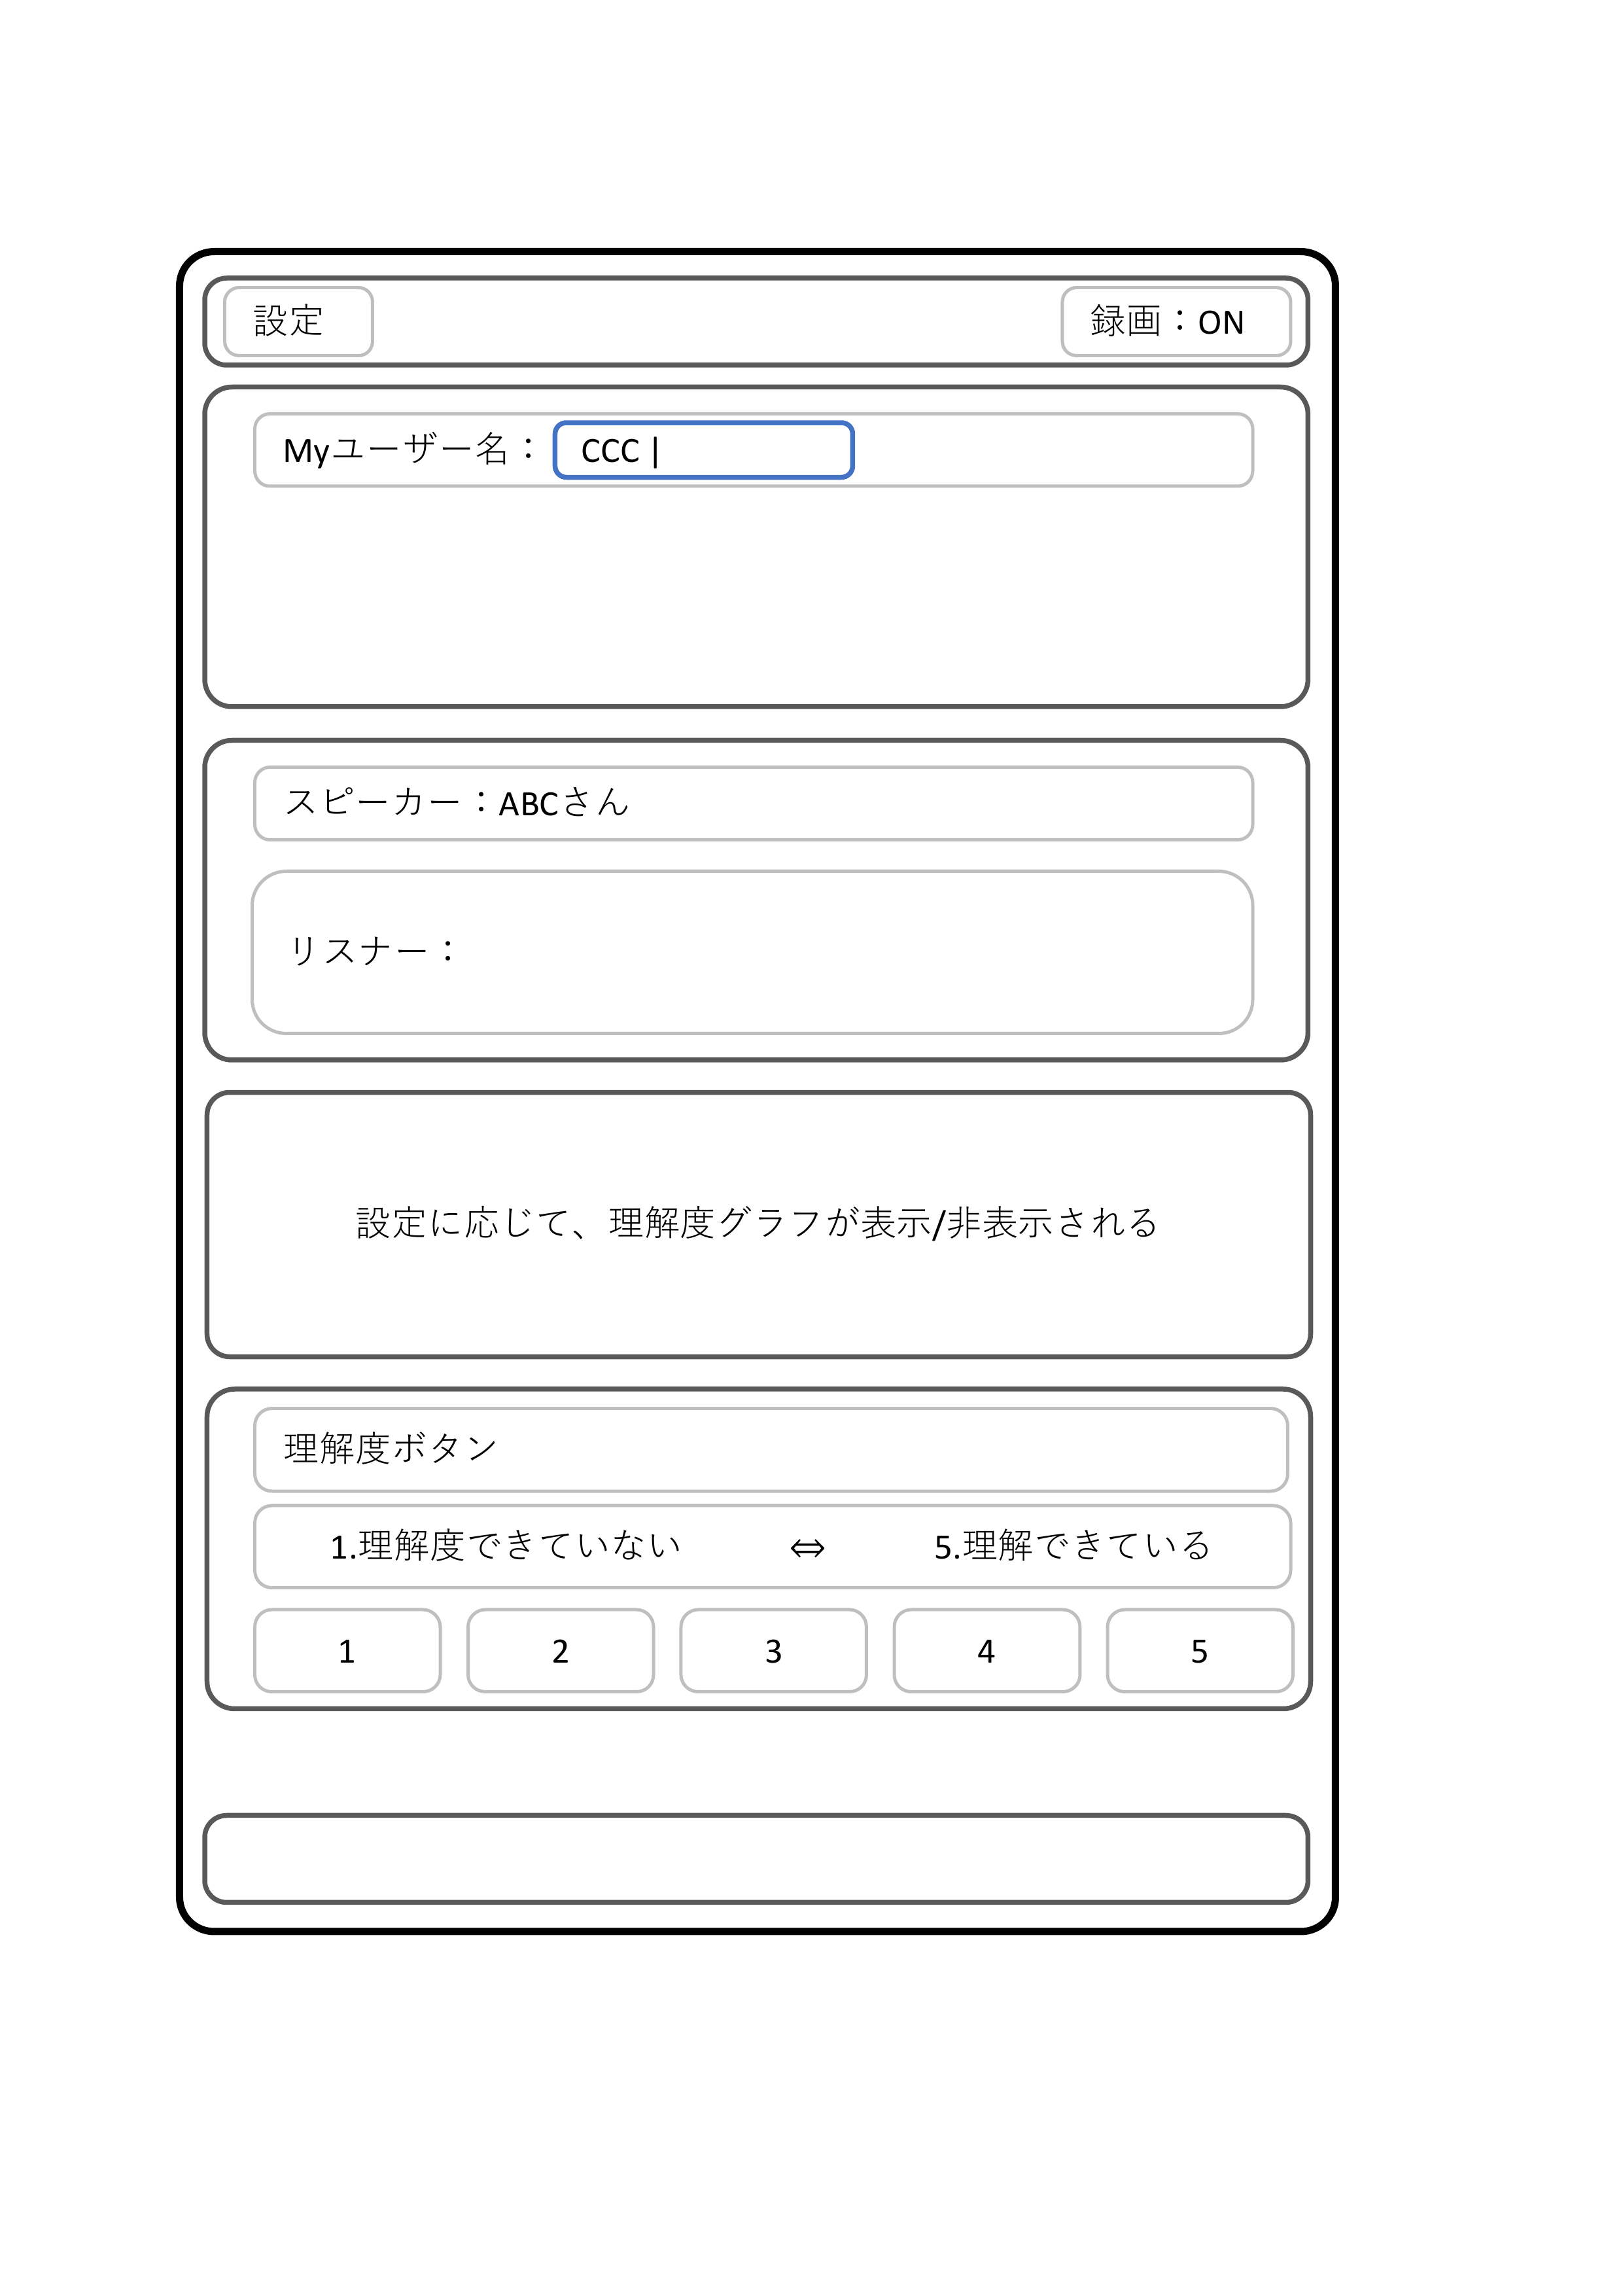 設定
録画：ON
Myユーザー名：
CCC |
スピーカー：ABCさん
リスナー：
設定に応じて、理解度グラフが表示/非表示される
理解度ボタン
1.理解度できていない ⇔ 5.理解できている
1 2 3 4 5